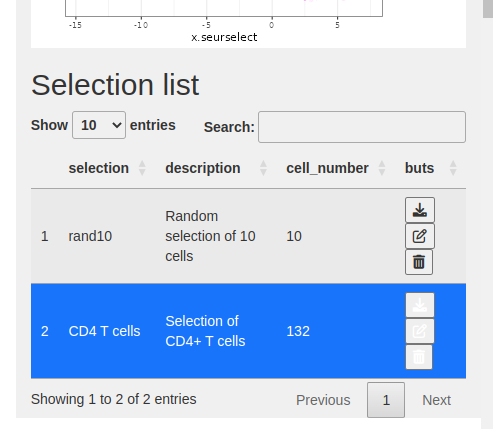 -15 -10 -5 0 5
x.seurselect
Selection list
Show 10 entries Search:
selection description cell_number buts
1 rand10 Random selection of 10 cells 10
2 CD4 T cells Selection of CD4+ T cells 132
Showing 1 to 2 of 2 entries Previous 1 Next